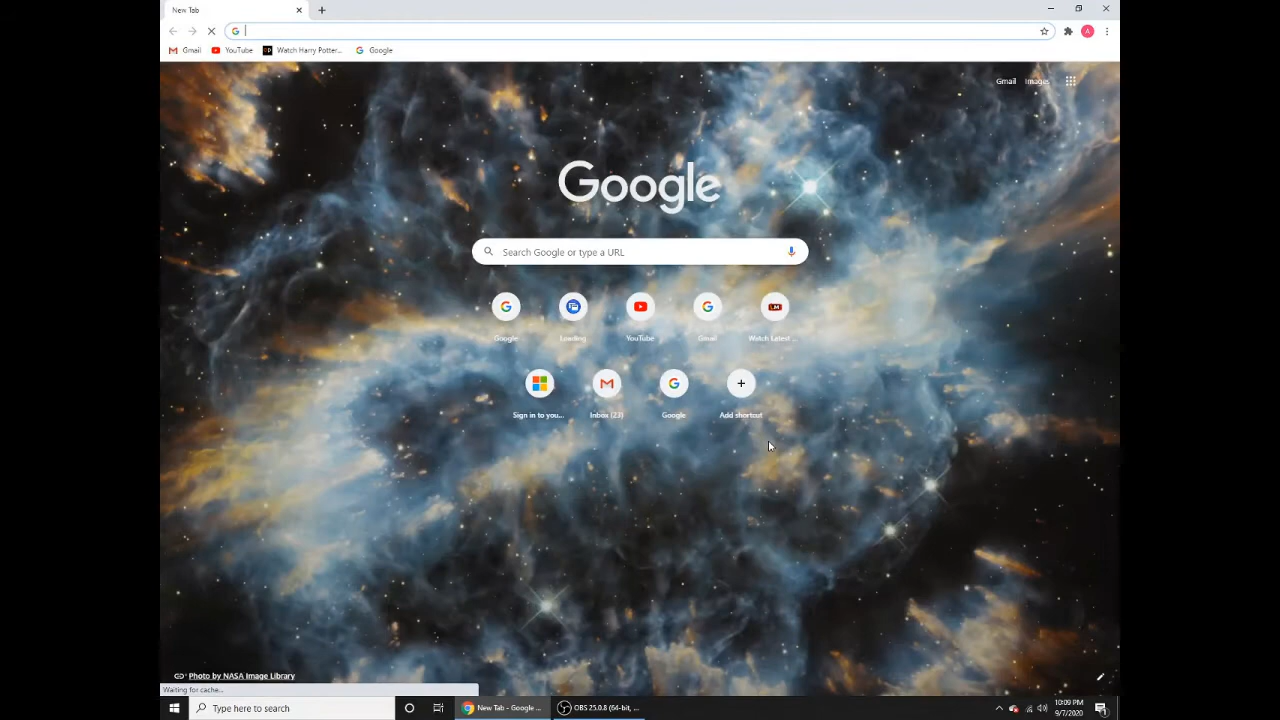 New Tab
Gmail YouTube Watch Harry Potter... Google
Gmail Images
Google
Search Google or type a URL
Google Loading YouTube Gmail Watch Latest ...
Sign in to you... Inbox (27) Google Add shortcut
Photo by NASA Image Library
Waiting for cache...
Type here to search New Tab - Google ... OBS 25.0.8 (64-bit, ...
10:09 PM
9/7/2020